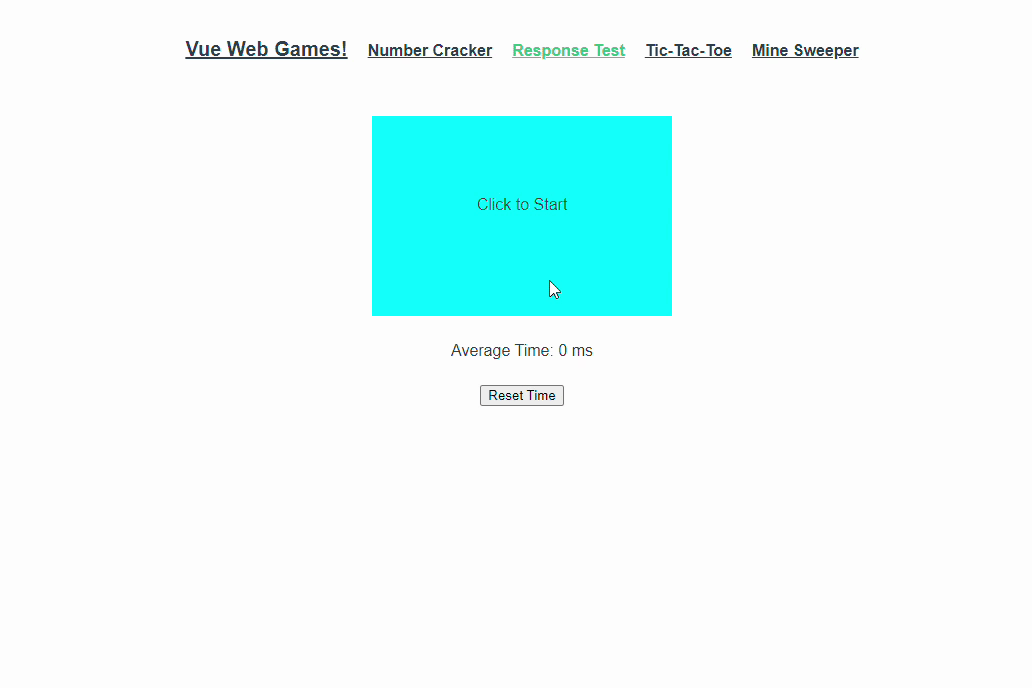 Vue Web Games! Number Cracker Response Test Tic-Tac-Toe Mine Sweeper
Click to Start
Average Time: 0 ms
Reset Time